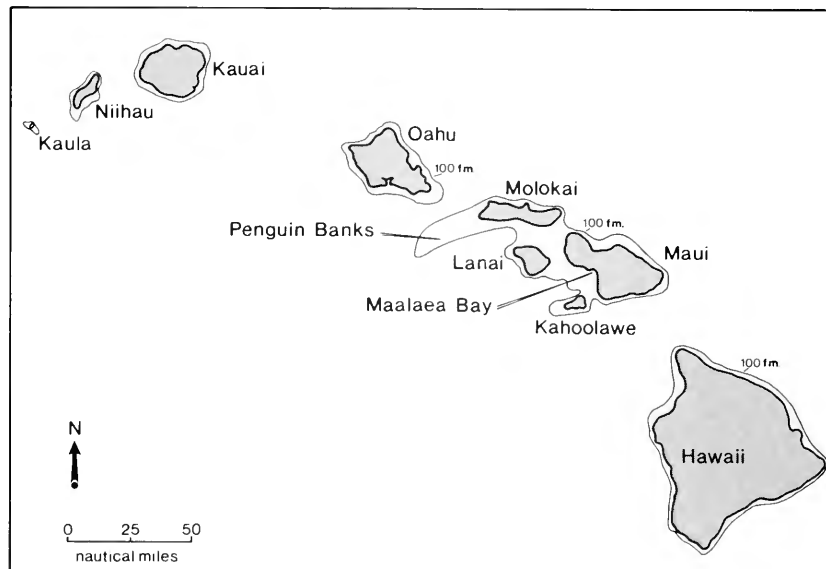 Kauai
Niihau
Kaula
Oahu
100 fm
Molokai
Penguin Banks
100 fm.
Lanai
Maui
Maalaea Bay
Kahoolawe
100 fm.
Hawaii
N
0 25 50
nautical miles